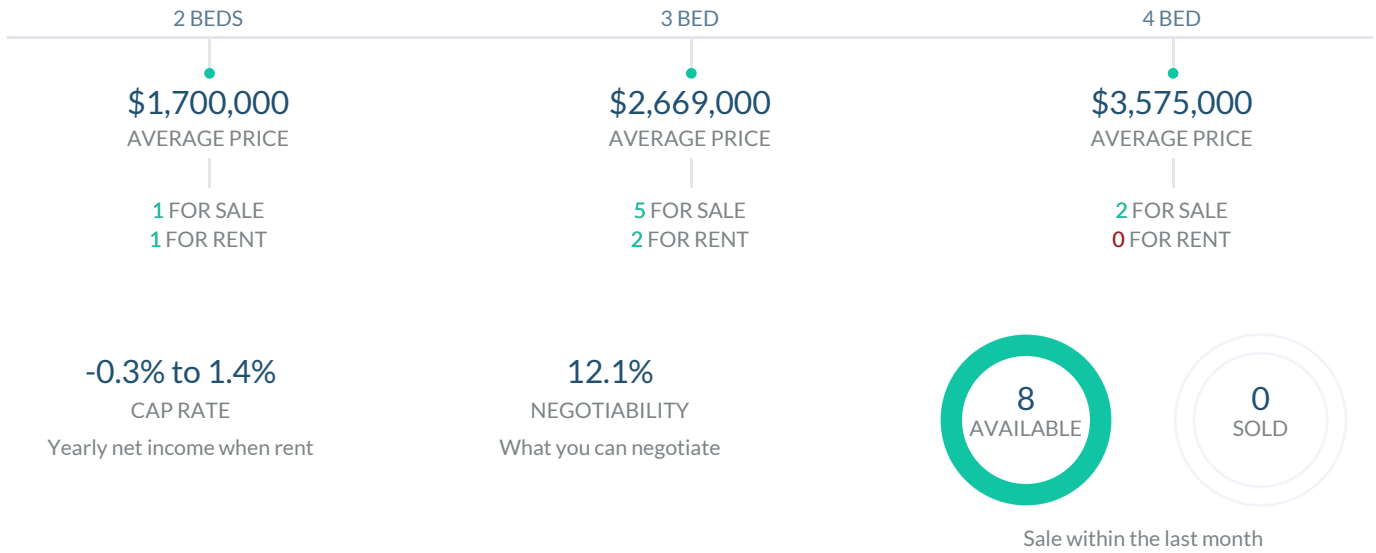 2 BEDS
$1,700,000
AVERAGE PRICE
1 FOR SALE
1 FOR RENT
3 BED
$2,669,000
AVERAGE PRICE
5 FOR SALE
2 FOR RENT
4 BED
$3,575,000
AVERAGE PRICE
2 FOR SALE
0 FOR RENT
-0.3% to 1.4%
CAP RATE
Yearly net income when rent
12.1%
NEGOTIABILITY
What you can negotiate
8
AVAILABLE
0
SOLD
Sale within the last month